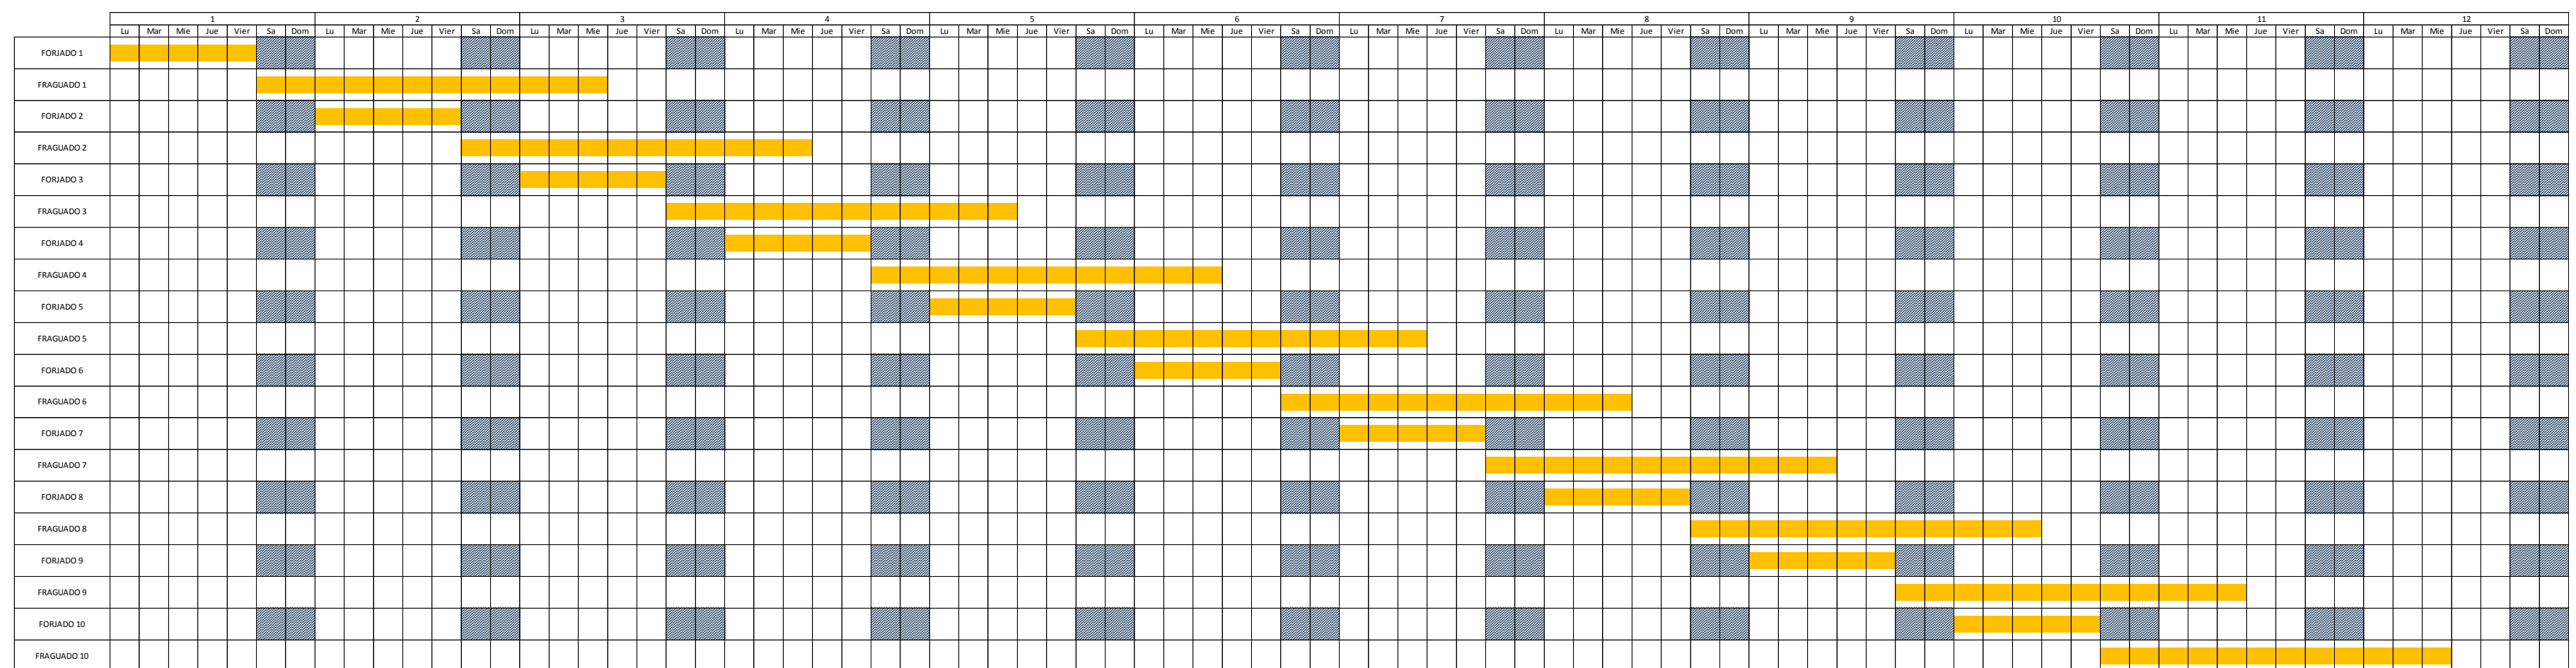 1 2 3 4 5 6 7 8 9 10 11 12
Lu Mar Mie Jue Vier Sa Dom Lu Mar Mie Jue Vier Sa Dom Lu Mar Mie Jue Vier Sa Dom Lu Mar Mie Jue Vier Sa Dom Lu Mar Mie Jue Vier Sa Dom Lu Mar Mie Jue Vier Sa Dom Lu Mar Mie Jue Vier Sa Dom Lu Mar Mie Jue Vier Sa Dom Lu Mar Mie Jue Vier Sa Dom Lu Mar Mie Jue Vier Sa Dom Lu Mar Mie Jue Vier Sa Dom Lu Mar Mie Jue Vier Sa Dom
FORJADO 1
FRAGUADO 1
FORJADO 2
FRAGUADO 2
FORJADO 3
FRAGUADO 3
FORJADO 4
FRAGUADO 4
FORJADO 5
FRAGUADO 5
FORJADO 6
FRAGUADO 6
FORJADO 7
FRAGUADO 7
FORJADO 8
FRAGUADO 8
FORJADO 9
FRAGUADO 9
FORJADO 10
FRAGUADO 10